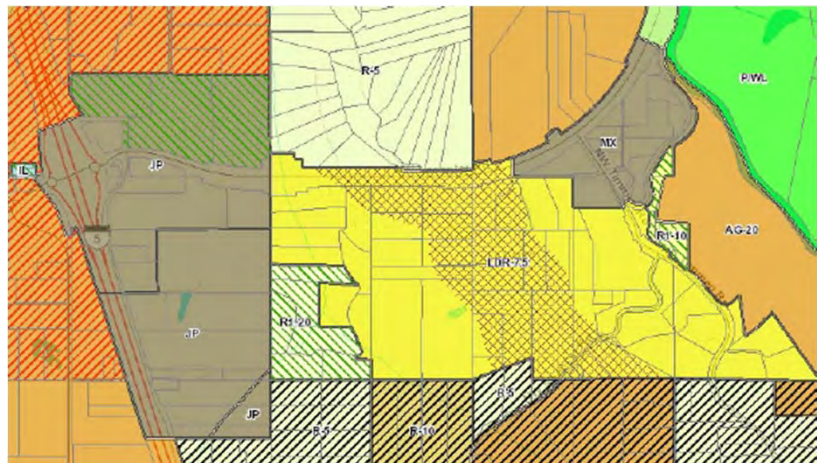 R-5
P/WL
JP
MX
IL
R1-10
AG-20
5
LDR-7.5
R1-20
JP
R-5
JP
R-5
R-10